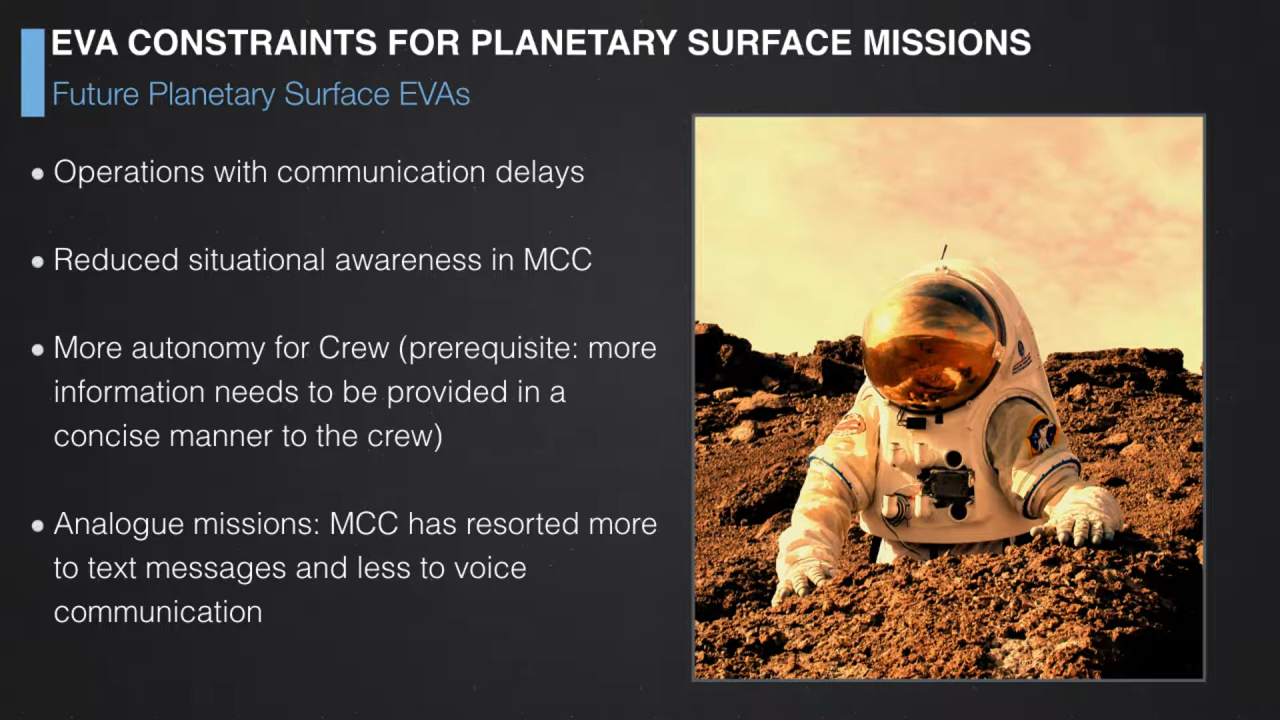 EVA CONSTRAINTS FOR PLANETARY SURFACE MISSIONS
Future Planetary Surface EVAs
• Operations with communication delays
• Reduced situational awareness in MCC
• More autonomy for Crew (prerequisite: more
information needs to be provided in a
concise manner to the crew)
• Analogue missions: MCC has resorted more
to text messages and less to voice
communication